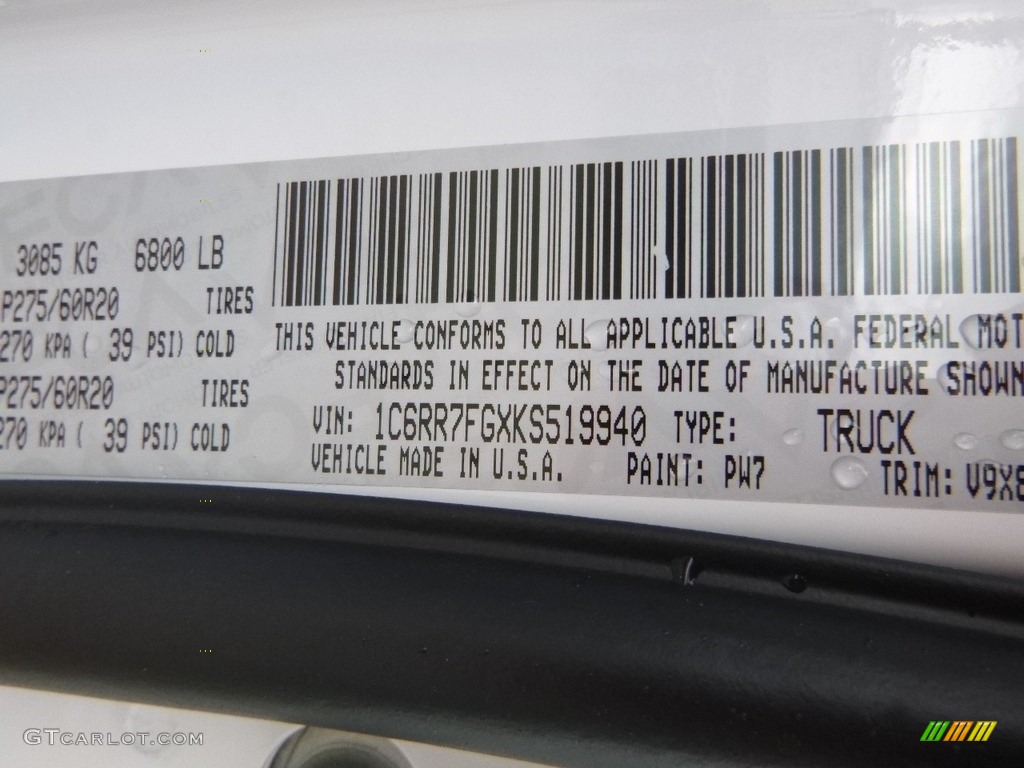 3085 KG 6800 LB
P275/60R20 TIRES
270 KPA ( 39 PSI) COLD
P275/60R20 TIRES
270 KPA ( 39 PSI) COLD
THIS VEHICLE CONFORMS TO ALL APPLICABLE U.S.A. FEDERAL MOT
STANDARDS IN EFFECT ON THE DATE OF MANUFACTURE SHOWN
VIN: 1C6RR7FGXKS519940 TYPE: TRUCK
VEHICLE MADE IN U.S.A. PAINT: PW7 TRIM: V9X8
GTCARLOT.COM